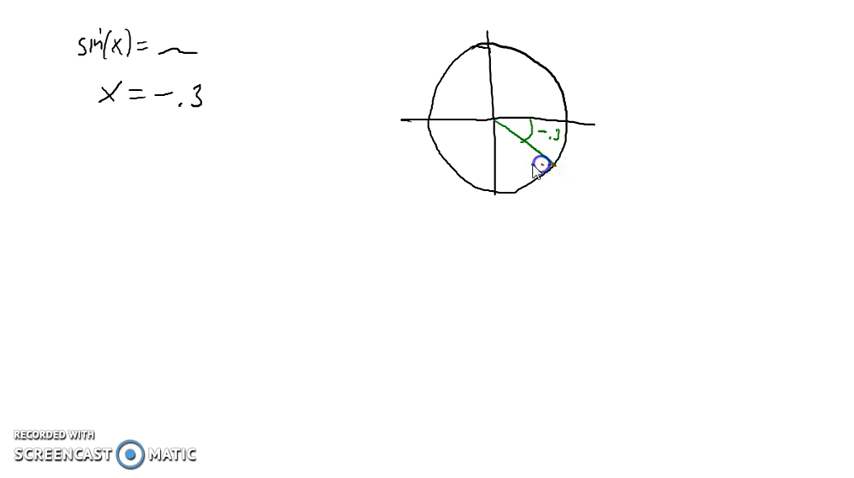 sin(x) = ~
x = -.3
-.3
RECORDED WITH
SCREENCAST MATIC